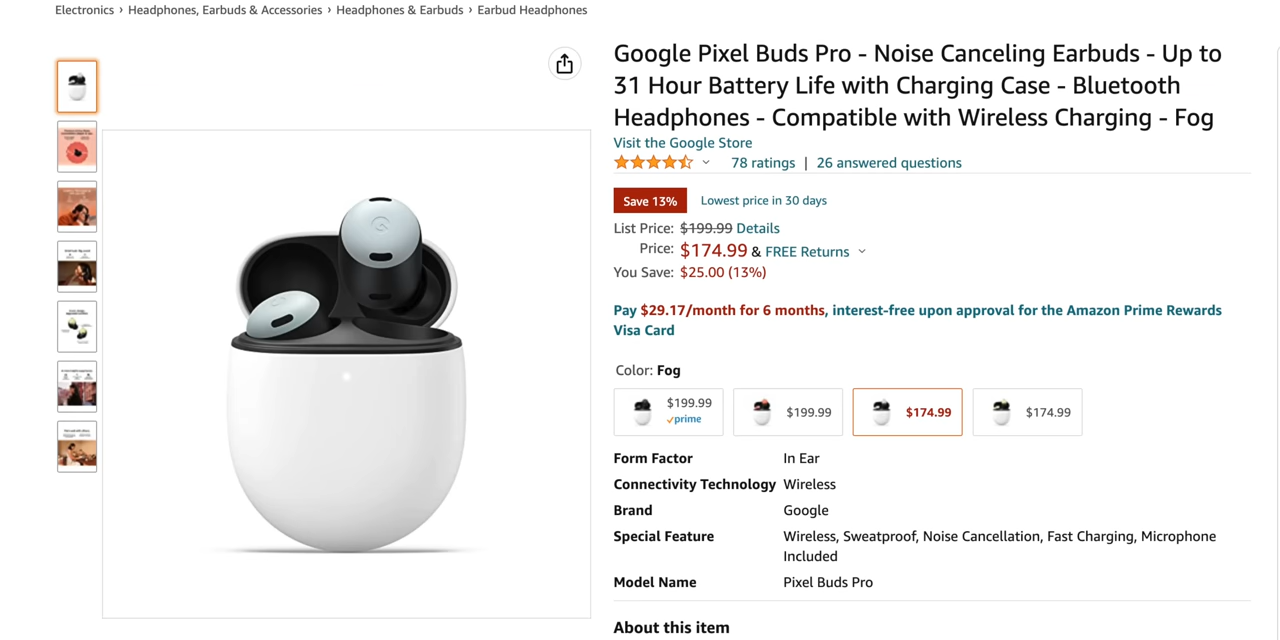 Electronics › Headphones, Earbuds & Accessories › Headphones & Earbuds › Earbud Headphones
Google Pixel Buds Pro - Noise Canceling Earbuds - Up to
31 Hour Battery Life with Charging Case - Bluetooth
Headphones - Compatible with Wireless Charging - Fog
Visit the Google Store
78 ratings | 26 answered questions
Save 13% Lowest price in 30 days
List Price: $199.99 Details
Price: $174.99 & FREE Returns
You Save: $25.00 (13%)
Pay $29.17/month for 6 months, interest-free upon approval for the Amazon Prime Rewards
Visa Card
Color: Fog
$199.99 $199.99 $174.99 $174.99
prime
Form Factor In Ear
Connectivity Technology Wireless
Brand Google
Special Feature Wireless, Sweatproof, Noise Cancellation, Fast Charging, Microphone
Included
Model Name Pixel Buds Pro
About this item